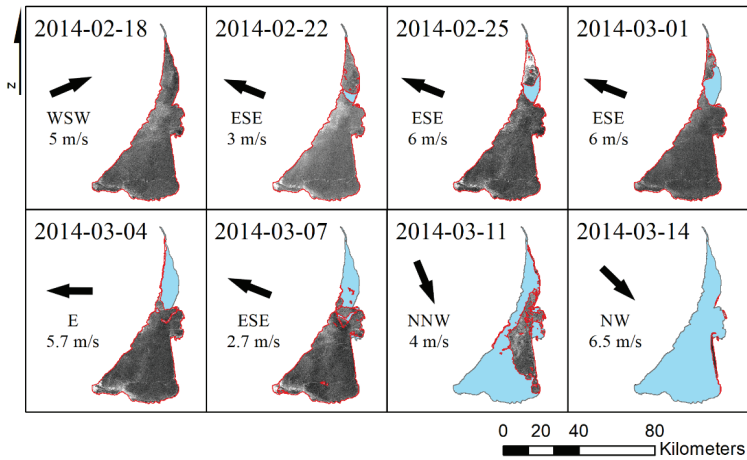 N
2014-02-18
WSW
5 m/s
2014-02-22
ESE
3 m/s
2014-02-25
ESE
6 m/s
2014-03-01
ESE
6 m/s
2014-03-04
E
5.7 m/s
2014-03-07
ESE
2.7 m/s
2014-03-11
NNW
4 m/s
2014-03-14
NW
6.5 m/s
0 20 40 80
Kilometers